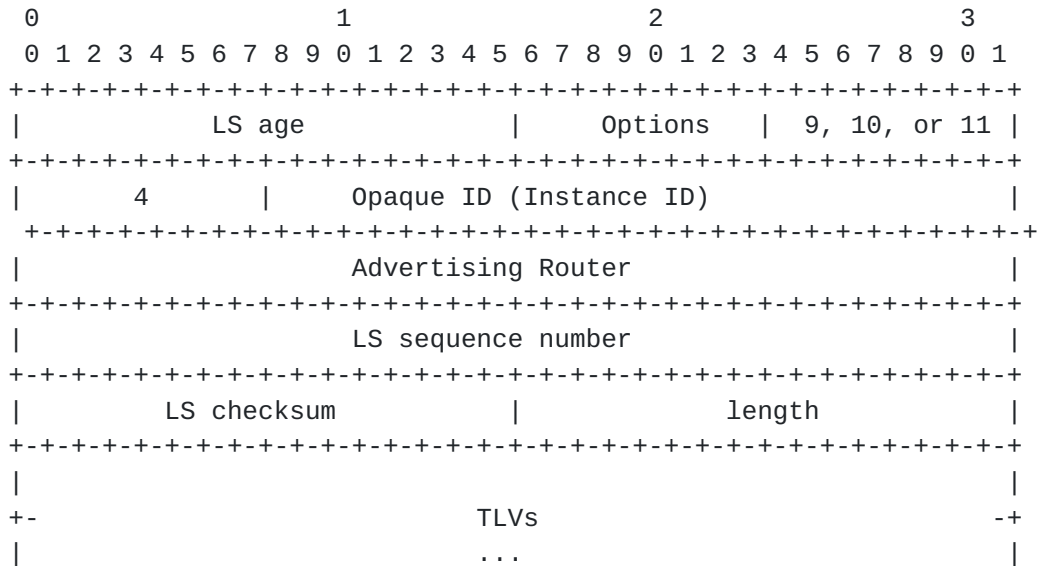 0                   1                   2                   3
 0 1 2 3 4 5 6 7 8 9 0 1 2 3 4 5 6 7 8 9 0 1 2 3 4 5 6 7 8 9 0 1
+-+-+-+-+-+-+-+-+-+-+-+-+-+-+-+-+-+-+-+-+-+-+-+-+-+-+-+-+-+-+-+-+
|            LS age             |     Options   |  9, 10, or 11 |
+-+-+-+-+-+-+-+-+-+-+-+-+-+-+-+-+-+-+-+-+-+-+-+-+-+-+-+-+-+-+-+-+
|       4       |     Opaque ID (Instance ID)                   |
 +-+-+-+-+-+-+-+-+-+-+-+-+-+-+-+-+-+-+-+-+-+-+-+-+-+-+-+-+-+-+-+-+
|                     Advertising Router                        |
+-+-+-+-+-+-+-+-+-+-+-+-+-+-+-+-+-+-+-+-+-+-+-+-+-+-+-+-+-+-+-+-+
|                     LS sequence number                        |
+-+-+-+-+-+-+-+-+-+-+-+-+-+-+-+-+-+-+-+-+-+-+-+-+-+-+-+-+-+-+-+-+
|         LS checksum           |             length            |
+-+-+-+-+-+-+-+-+-+-+-+-+-+-+-+-+-+-+-+-+-+-+-+-+-+-+-+-+-+-+-+-+
|                                                               |
+-                            TLVs                             -+
|                             ...                               |